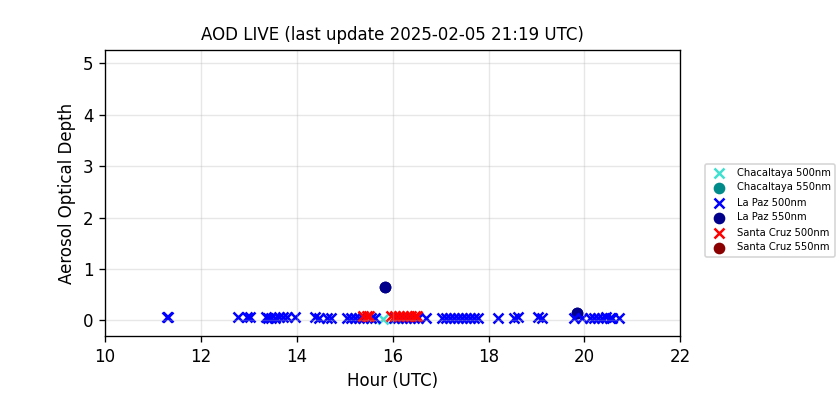 AOD LIVE (last update 2025-02-05 21:19 UTC)
Aerosol Optical Depth
5
4
3
2
1
0
10 12 14 16 18 20 22
Hour (UTC)
Chacaltaya 500nm
Chacaltaya 550nm
La Paz 500nm
La Paz 550nm
Santa Cruz 500nm
Santa Cruz 550nm